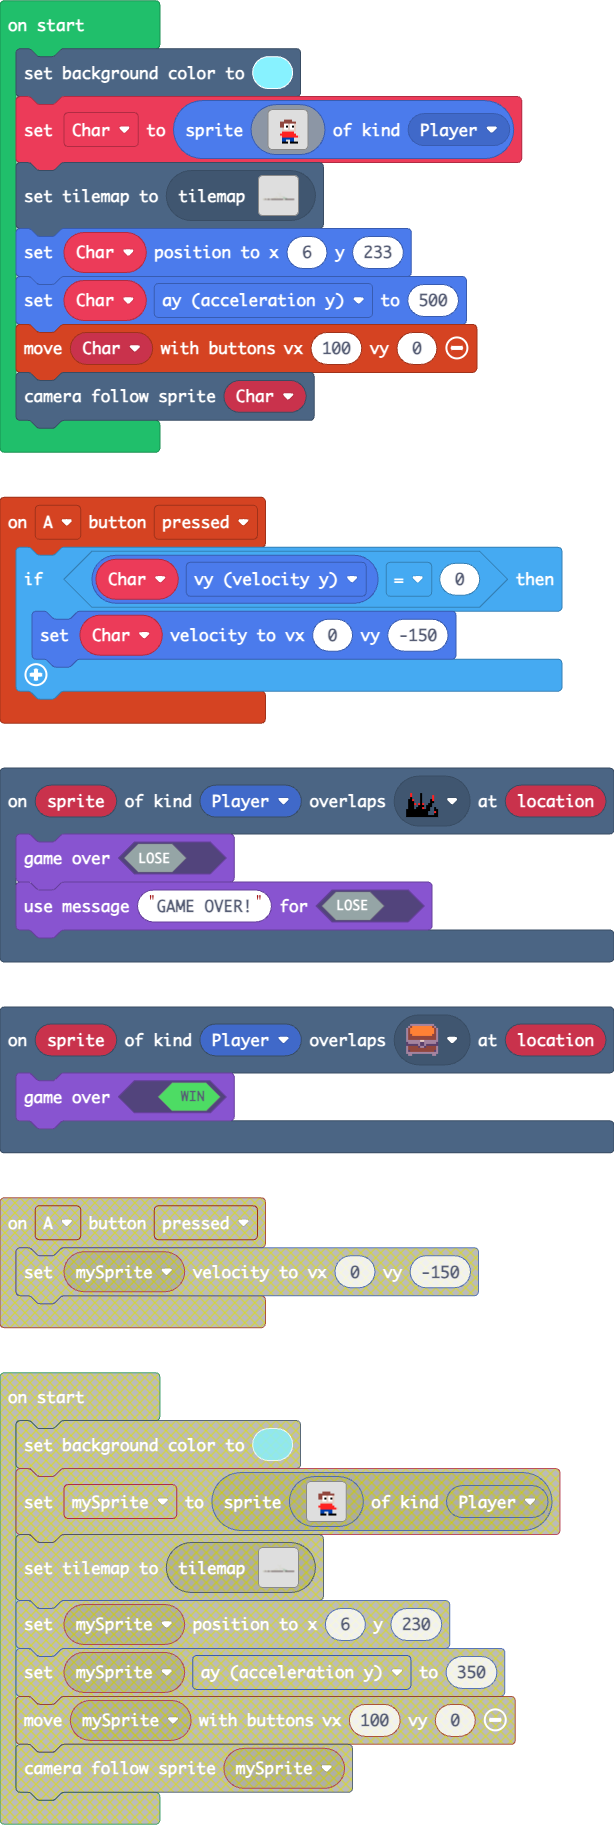 on start
set background color to
set Char to sprite of kind Player
set tilemap to tilemap
set Char position to x 6 y 233
set Char ay (acceleration y) to 500
move Char with buttons vx 100 vy 0
camera follow sprite Char
on A button pressed
if Char vy (velocity y) = 0 then
set Char velocity to vx 0 vy -150
on sprite of kind Player overlaps at location
game over LOSE
use message "GAME OVER!" for LOSE
on sprite of kind Player overlaps at location
game over WIN
on A button pressed
set mySprite velocity to vx 0 vy -150
on start
set background color to
set mySprite to sprite of kind Player
set tilemap to tilemap
set mySprite position to x 6 y 230
set mySprite ay (acceleration y) to 350
move mySprite with buttons vx 100 vy 0
camera follow sprite mySprite